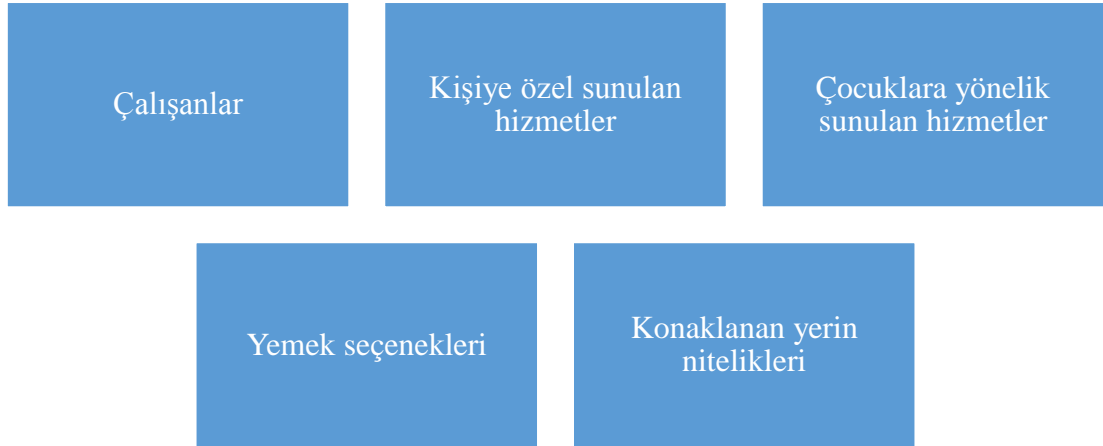 Çalışanlar
Kişiye özel sunulan
hizmetler
Çocuklara yönelik
sunulan hizmetler
Yemek seçenekleri
Konaklanan yerin
nitelikleri